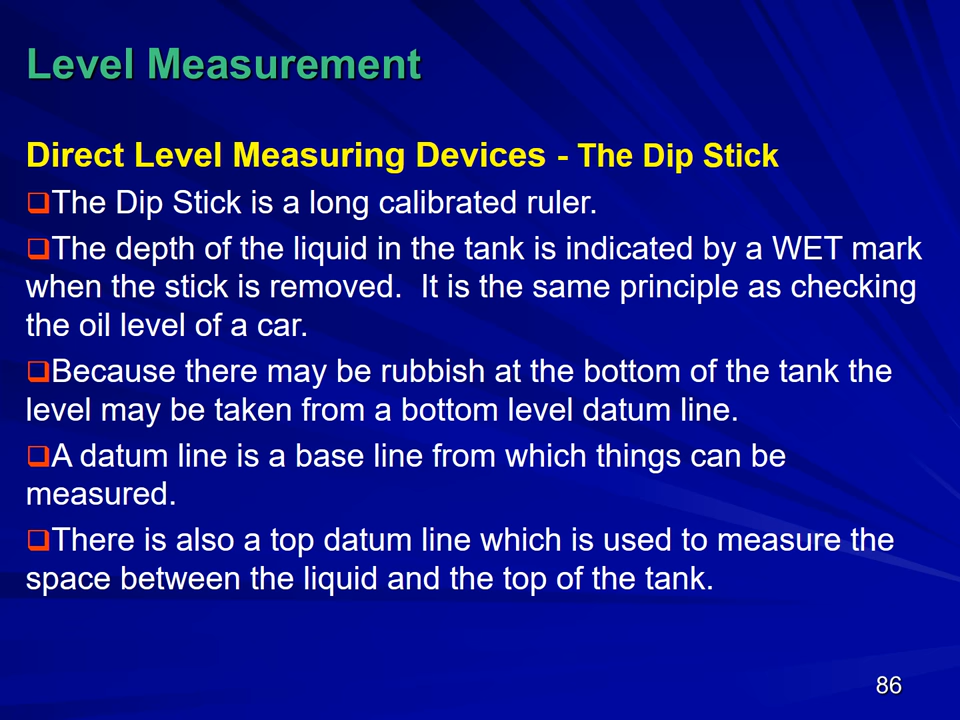 Level Measurement
Direct Level Measuring Devices - The Dip Stick
❑The Dip Stick is a long calibrated ruler.
❑The depth of the liquid in the tank is indicated by a WET mark
when the stick is removed.  It is the same principle as checking
the oil level of a car.
❑Because there may be rubbish at the bottom of the tank the
level may be taken from a bottom level datum line.
❑A datum line is a base line from which things can be
measured.
❑There is also a top datum line which is used to measure the
space between the liquid and the top of the tank.
86